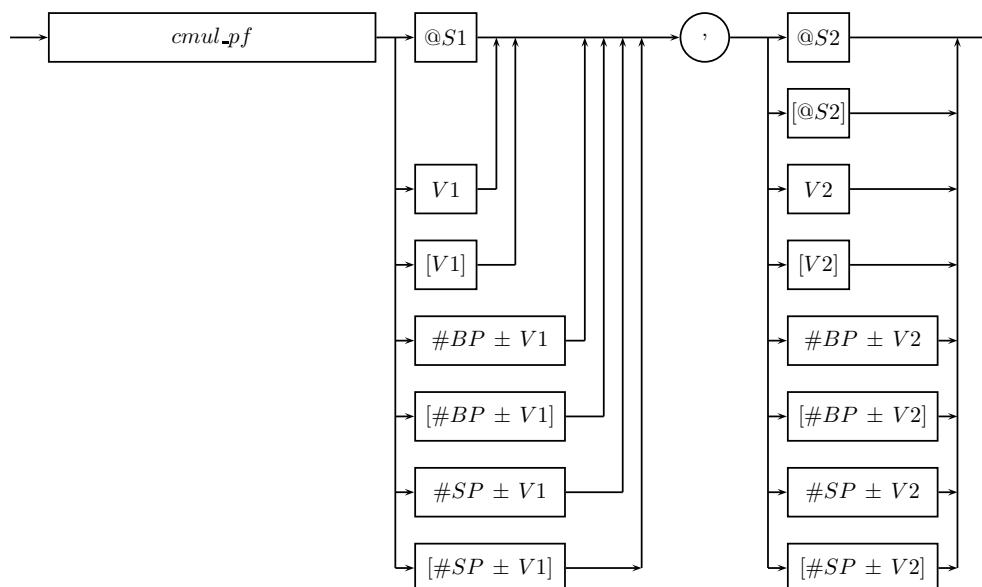 cmul_pf @S1 , @S2
[@S2]
V1 V2
[V1] [V2]
#BP ± V1 #BP ± V2
[#BP ± V1] [#BP ± V2]
#SP ± V1 #SP ± V2
[#SP ± V1] [#SP ± V2]